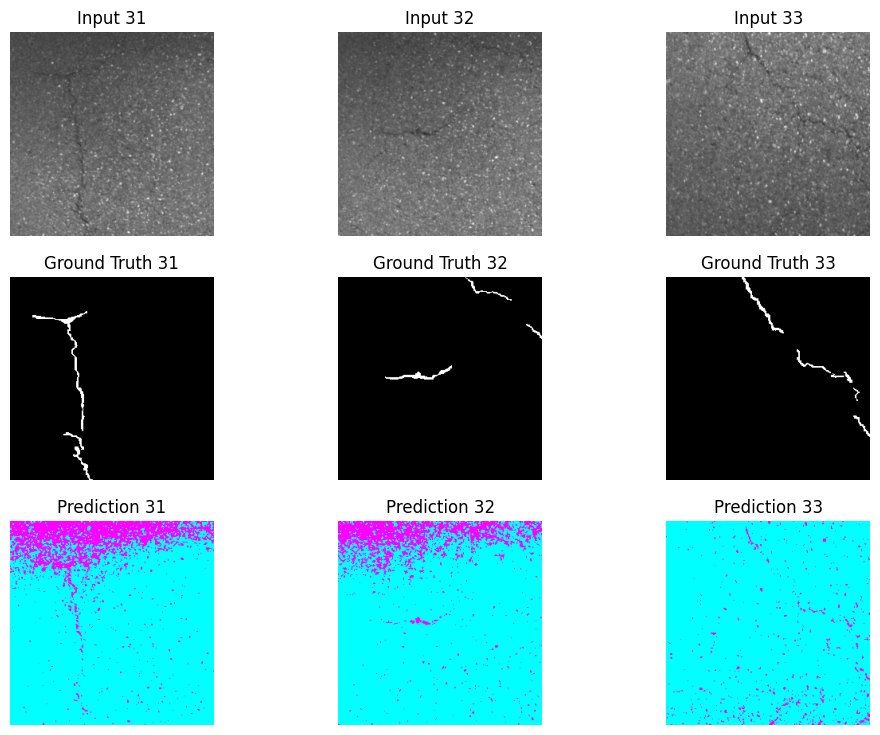 Input 31
Input 32
Input 33
Ground Truth 31
Ground Truth 32
Ground Truth 33
Prediction 31
Prediction 32
Prediction 33